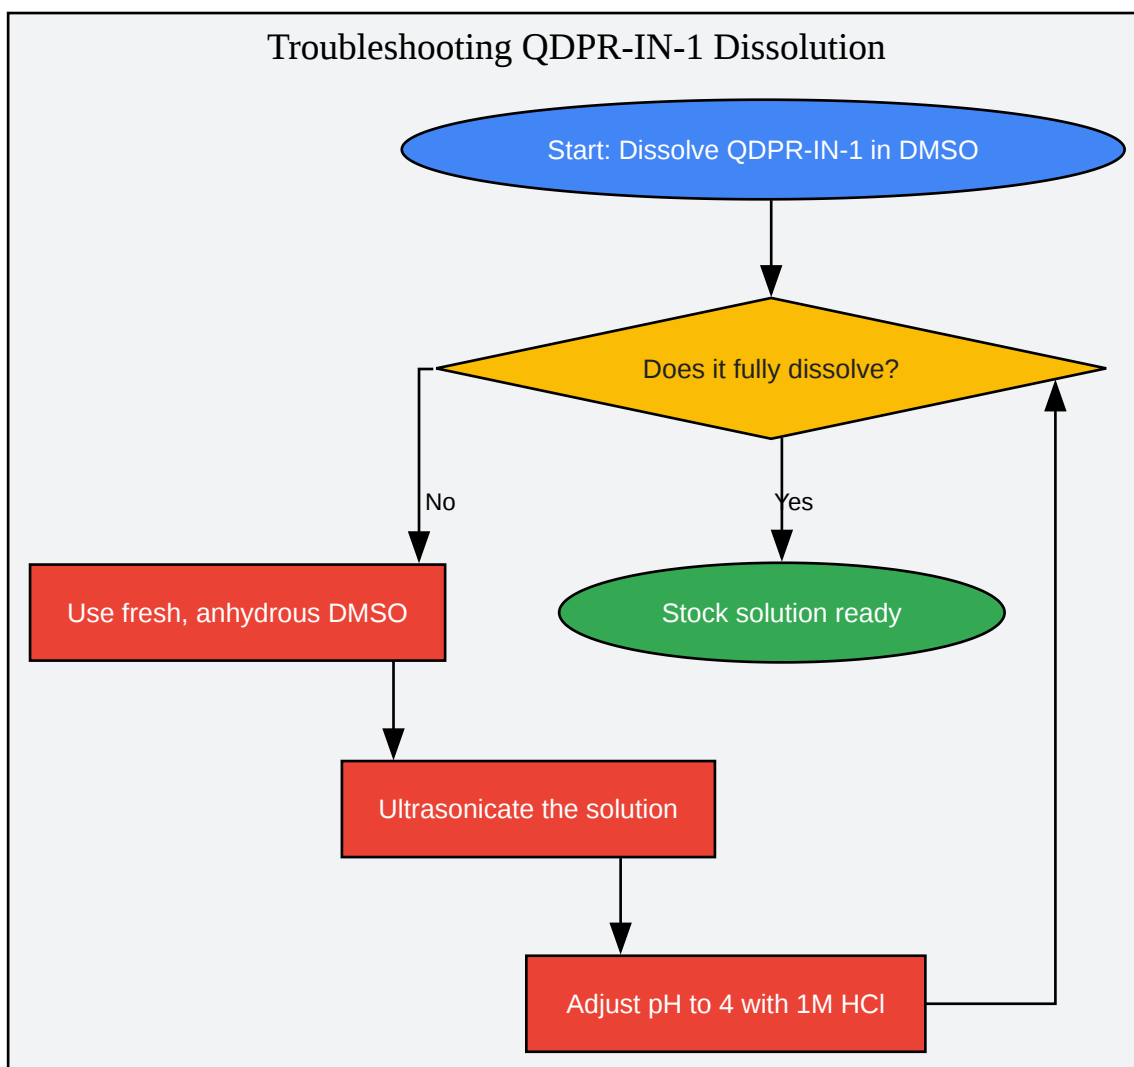 Troubleshooting QDPR-IN-1 Dissolution
Start: Dissolve QDPR-IN-1 in DMSO
Does it fully dissolve?
No
Yes
Use fresh, anhydrous DMSO
Stock solution ready
Ultrasonicate the solution
Adjust pH to 4 with 1M HCl